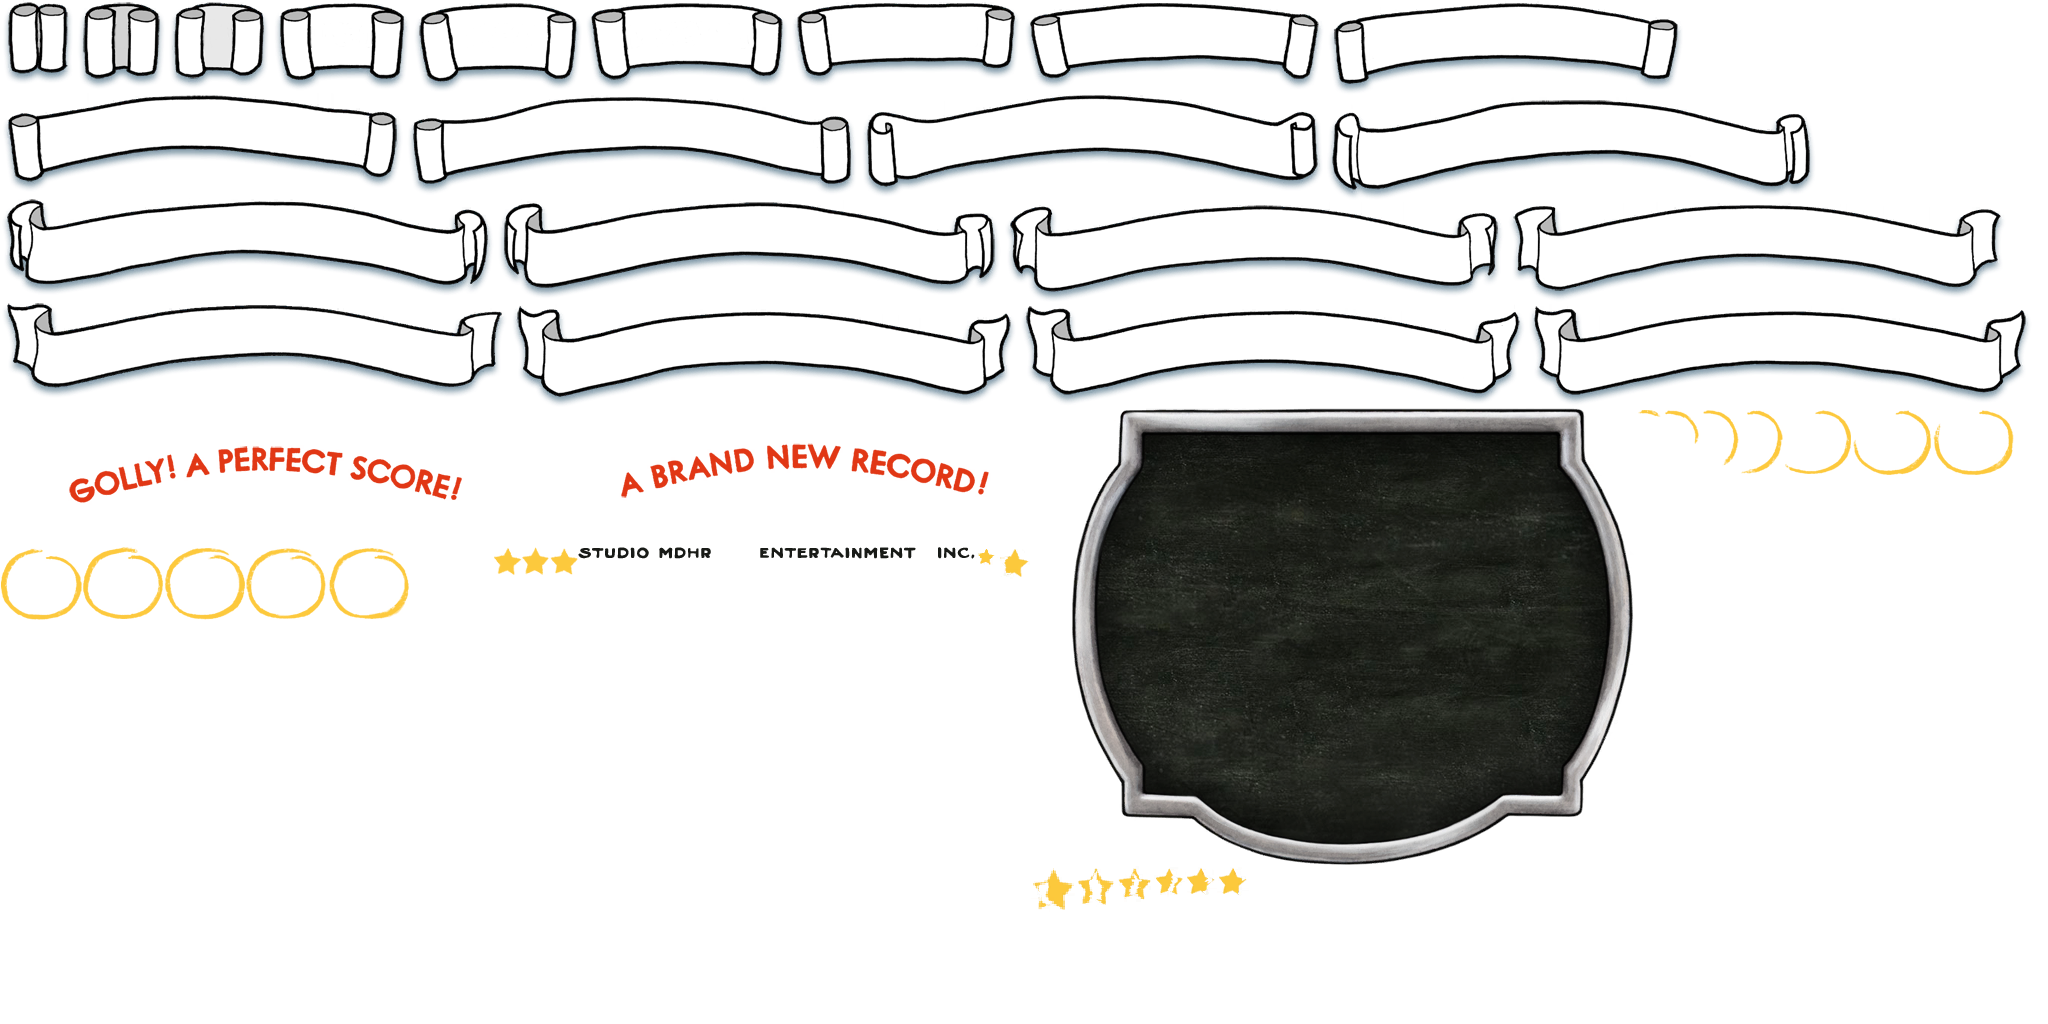 GOLLY! A PERFECT SCORE!
A BRAND NEW RECORD!
STUDIO MDHR ENTERTAINMENT INC.